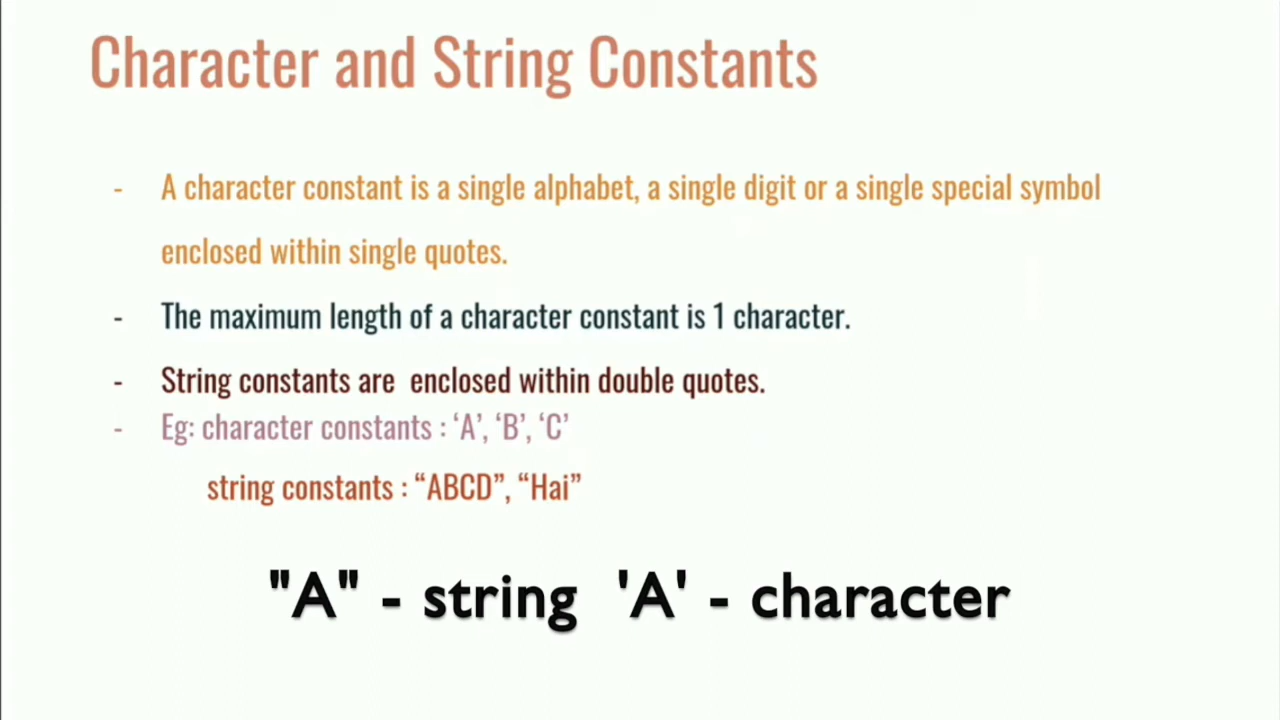 Character and String Constants
- A character constant is a single alphabet, a single digit or a single special symbol
enclosed within single quotes.
- The maximum length of a character constant is 1 character.
- String constants are enclosed within double quotes.
- Eg: character constants : ‘A’, ‘B’, ‘C’
string constants : “ABCD”, “Hai”
"A" - string 'A' - character